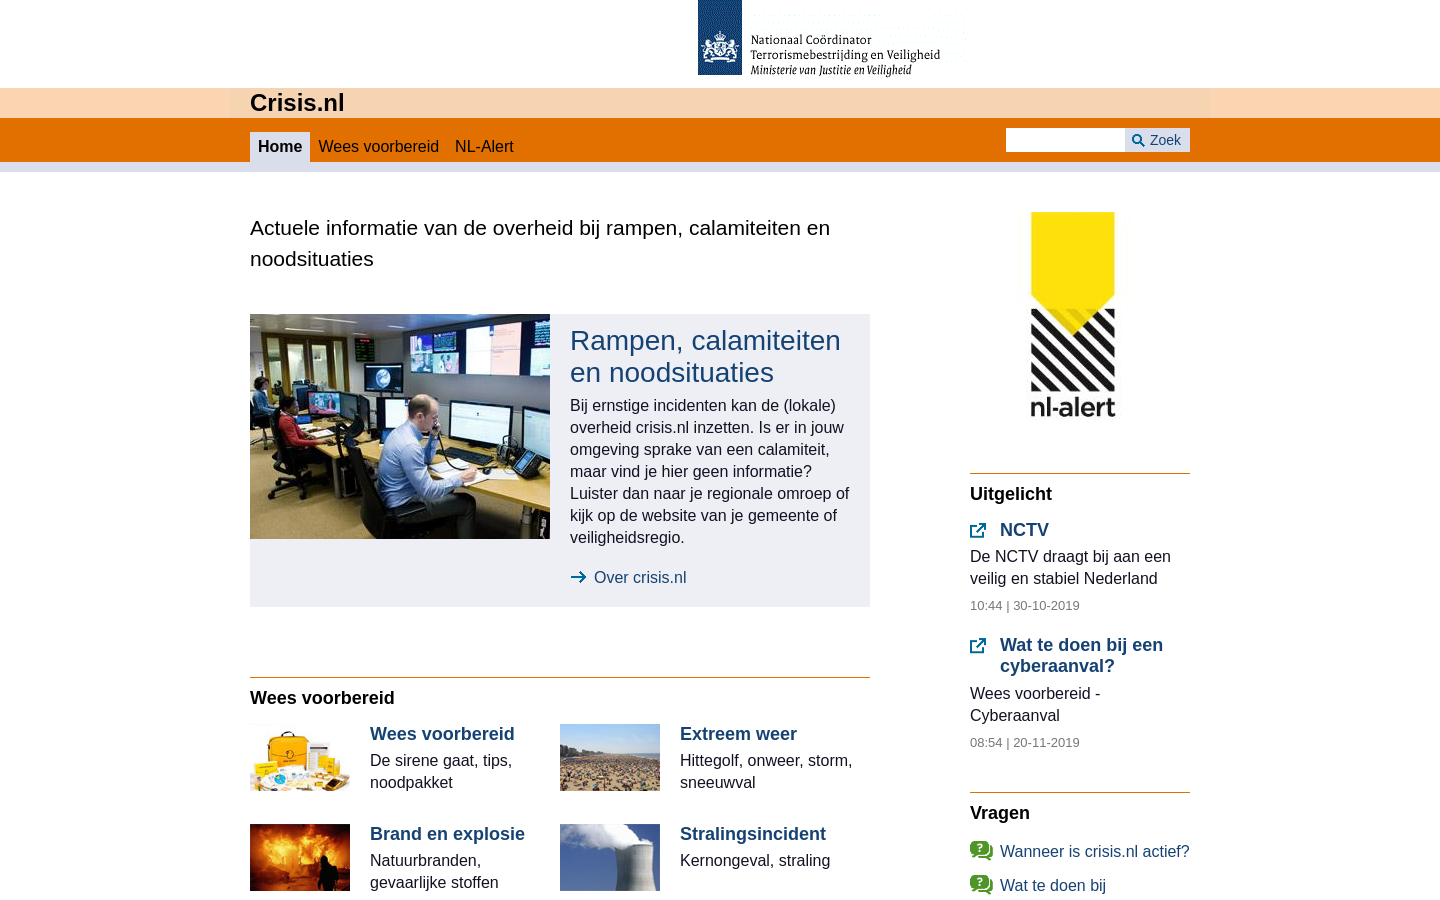 Nationaal Coördinator
Terrorismebestrijding en Veiligheid
Ministerie van Justitie en Veiligheid
Crisis.nl
Home
Wees voorbereid
NL-Alert
Zoek
Actuele informatie van de overheid bij rampen, calamiteiten en
noodsituaties
Rampen, calamiteiten
en noodsituaties
Bij ernstige incidenten kan de (lokale)
overheid crisis.nl inzetten. Is er in jouw
omgeving sprake van een calamiteit,
maar vind je hier geen informatie?
Luister dan naar je regionale omroep of
kijk op de website van je gemeente of
veiligheidsregio.
Over crisis.nl
Wees voorbereid
Wees voorbereid
De sirene gaat, tips,
noodpakket
Extreem weer
Hittegolf, onweer, storm,
sneeuwval
Brand en explosie
Natuurbranden,
gevaarlijke stoffen
Stralingsincident
Kernongeval, straling
nl-alert
Uitgelicht
NCTV
De NCTV draagt bij aan een
veilig en stabiel Nederland
10:44 | 30-10-2019
Wat te doen bij een
cyberaanval?
Wees voorbereid -
Cyberaanval
08:54 | 20-11-2019
Vragen
Wanneer is crisis.nl actief?
Wat te doen bij